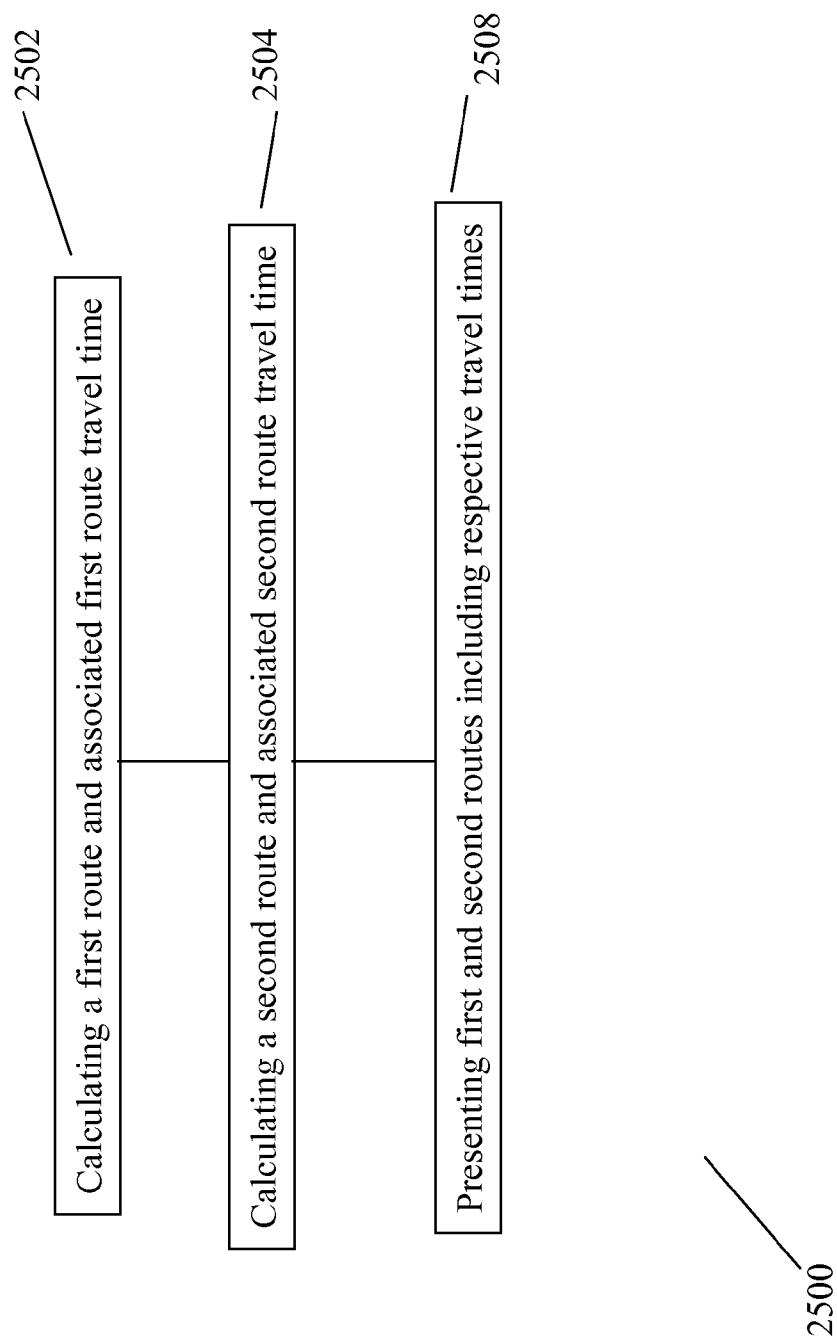 2502
Calculating a first route and associated first route travel time
2504
Calculating a second route and associated second route travel time
2508
Presenting first and second routes including respective travel times
2500